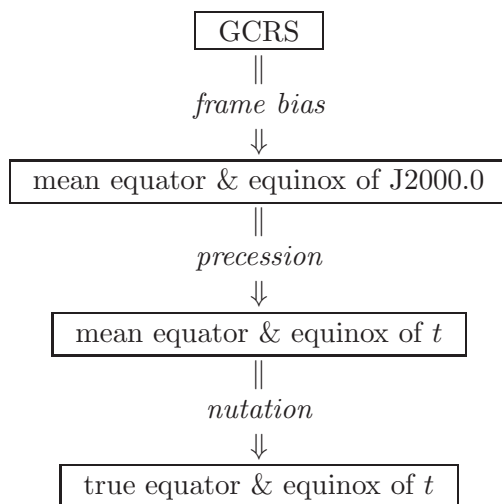 GCRS
frame bias
mean equator & equinox of J2000.0
precession
mean equator & equinox of t
nutation
true equator & equinox of t